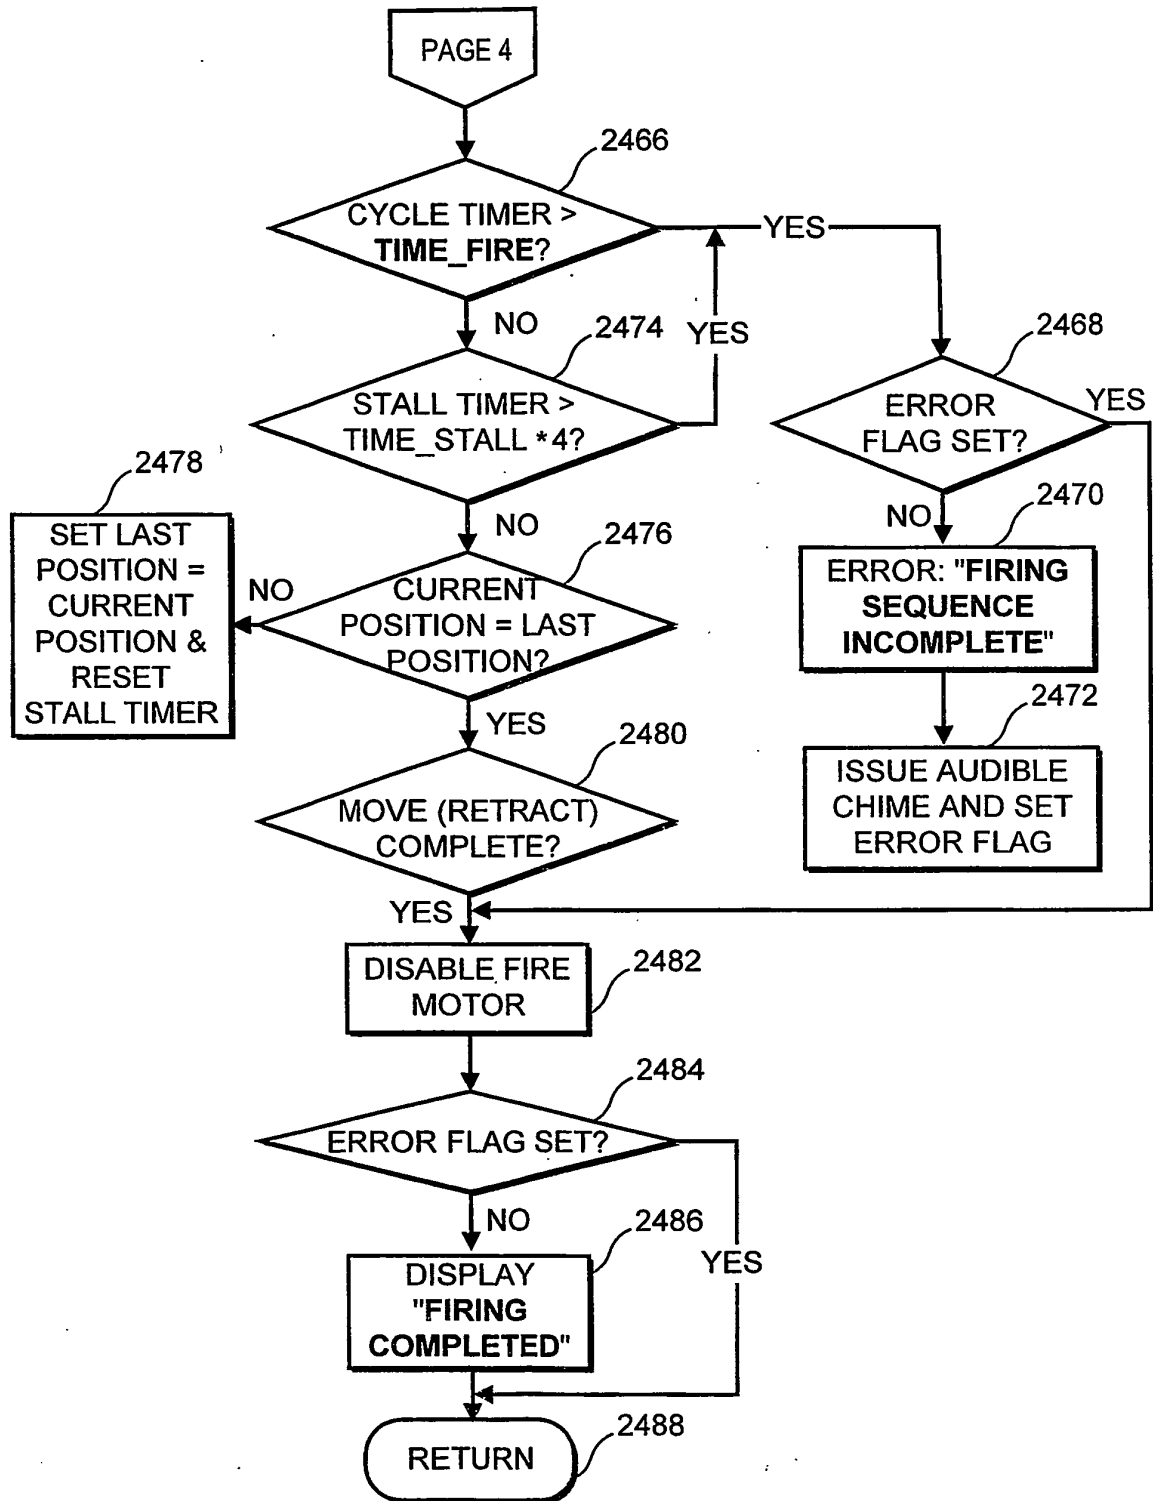 PAGE 4
2466
CYCLE TIMER >
TIME_FIRE?
YES
NO
2474
YES
2468
STALL TIMER >
TIME_STALL *4?
ERROR
FLAG SET?
YES
2478
NO
2476
NO
2470
SET LAST
POSITION =
CURRENT
POSITION &
RESET
STALL TIMER
NO
CURRENT
POSITION = LAST
POSITION?
ERROR: "FIRING
SEQUENCE
INCOMPLETE"
YES
2480
2472
MOVE (RETRACT)
COMPLETE?
ISSUE AUDIBLE
CHIME AND SET
ERROR FLAG
YES
DISABLE FIRE
MOTOR
2482
2484
ERROR FLAG SET?
NO
2486
YES
DISPLAY
"FIRING
COMPLETED"
2488
RETURN